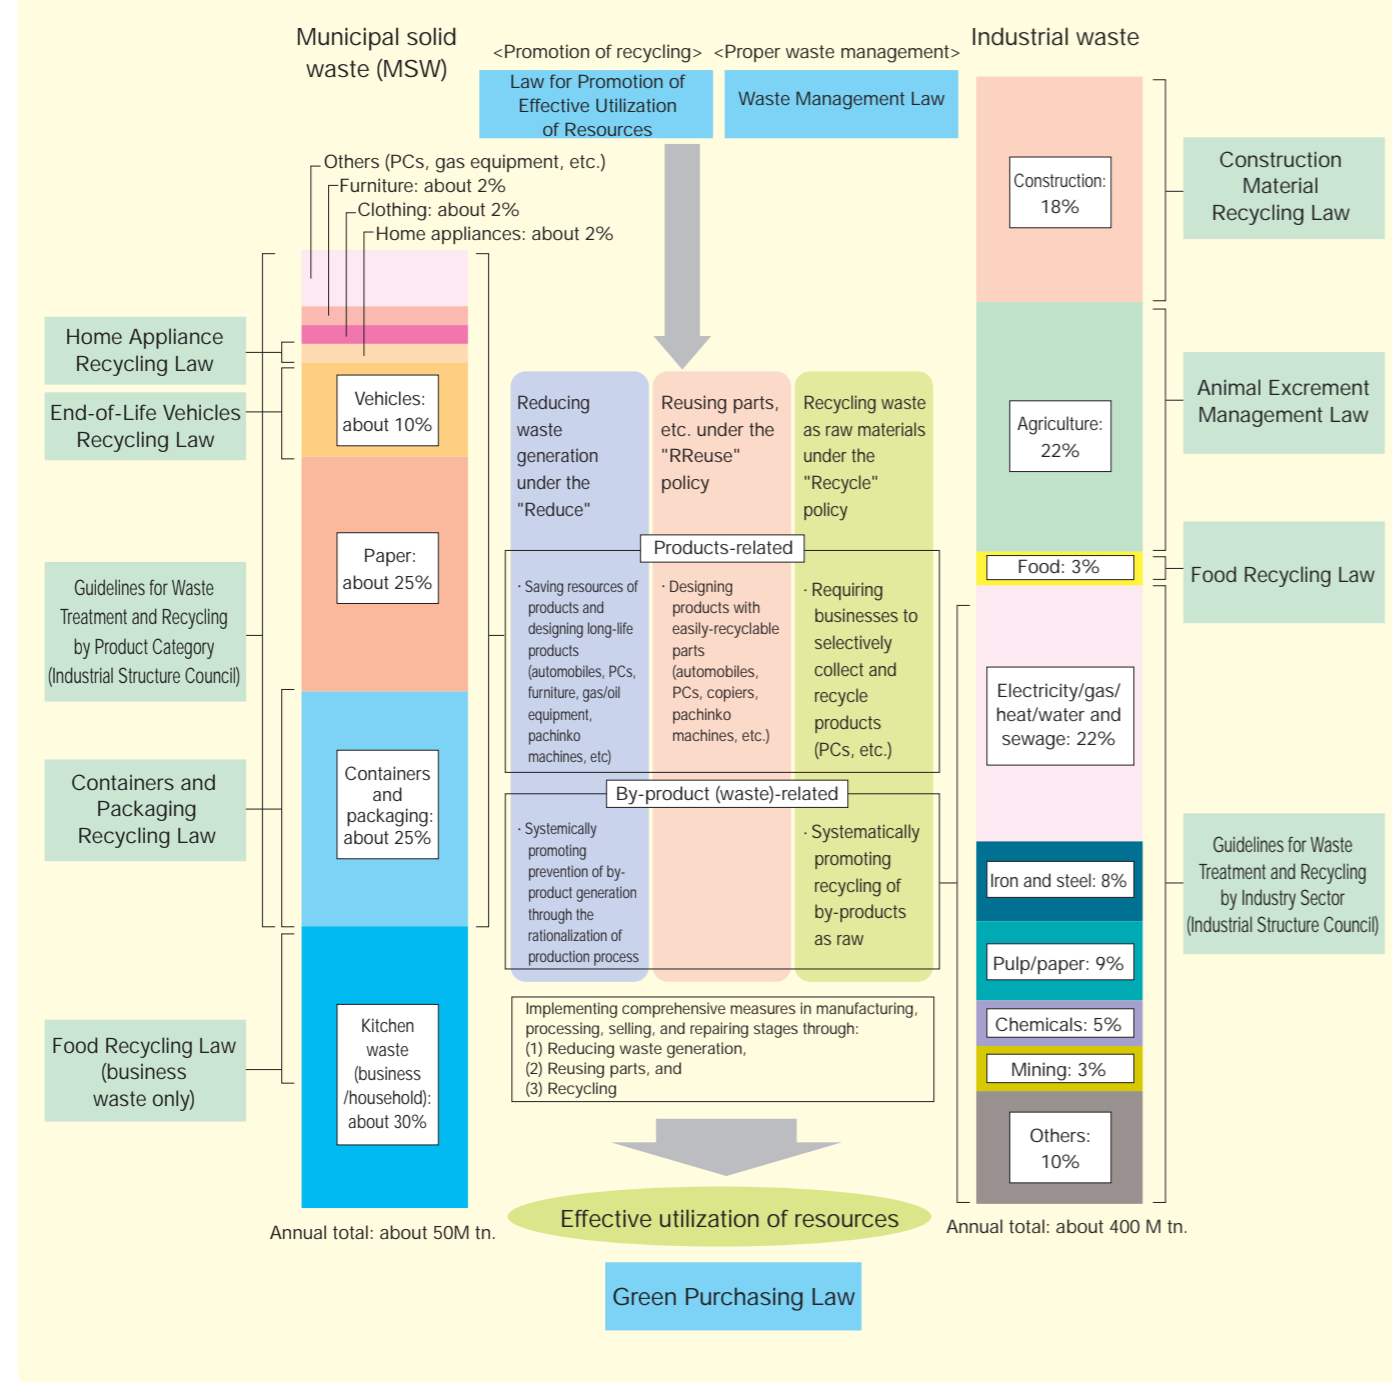 Municipal solid
waste (MSW)
<Promotion of recycling>
<Proper waste management>
Industrial waste
Law for Promotion of
Effective Utilization
of Resources
Waste Management Law
Others (PCs, gas equipment, etc.)
Furniture: about 2%
Clothing: about 2%
Home appliances: about 2%
Home Appliance
Recycling Law
End-of-Life Vehicles
Recycling Law
Guidelines for Waste
Treatment and Recycling
by Product Category
(Industrial Structure Council)
Containers and
Packaging
Recycling Law
Food Recycling Law
(business
waste only)
Vehicles:
about 10%
Paper:
about 25%
Containers
and
packaging:
about 25%
Kitchen
waste
(business
/household):
about 30%
Annual total: about 50M tn.
Reducing
waste
generation
under the
"Reduce"
Reusing parts,
etc. under the
"RReuse"
policy
Recycling waste
as raw materials
under the
"Recycle"
policy
Products-related
· Saving resources of
products and
designing long-life
products
(automobiles, PCs,
furniture, gas/oil
equipment,
pachinko
machines, etc)
· Designing
products with
easily-recyclable
parts
(automobiles,
PCs, copiers,
pachinko
machines, etc.)
· Requiring
businesses to
selectively
collect and
recycle
products
(PCs, etc.)
By-product (waste)-related
· Systemically
promoting
prevention of by-
product generation
through the
rationalization of
production process
· Systematically
promoting
recycling of
by-products
as raw
Implementing comprehensive measures in manufacturing,
processing, selling, and repairing stages through:
(1) Reducing waste generation,
(2) Reusing parts, and
(3) Recycling
Effective utilization of resources
Green Purchasing Law
Construction:
18%
Agriculture:
22%
Food: 3%
Electricity/gas/
heat/water and
sewage: 22%
Iron and steel: 8%
Pulp/paper: 9%
Chemicals: 5%
Mining: 3%
Others:
10%
Annual total: about 400 M tn.
Construction
Material
Recycling Law
Animal Excrement
Management Law
Food Recycling Law
Guidelines for Waste
Treatment and Recycling
by Industry Sector
(Industrial Structure Council)